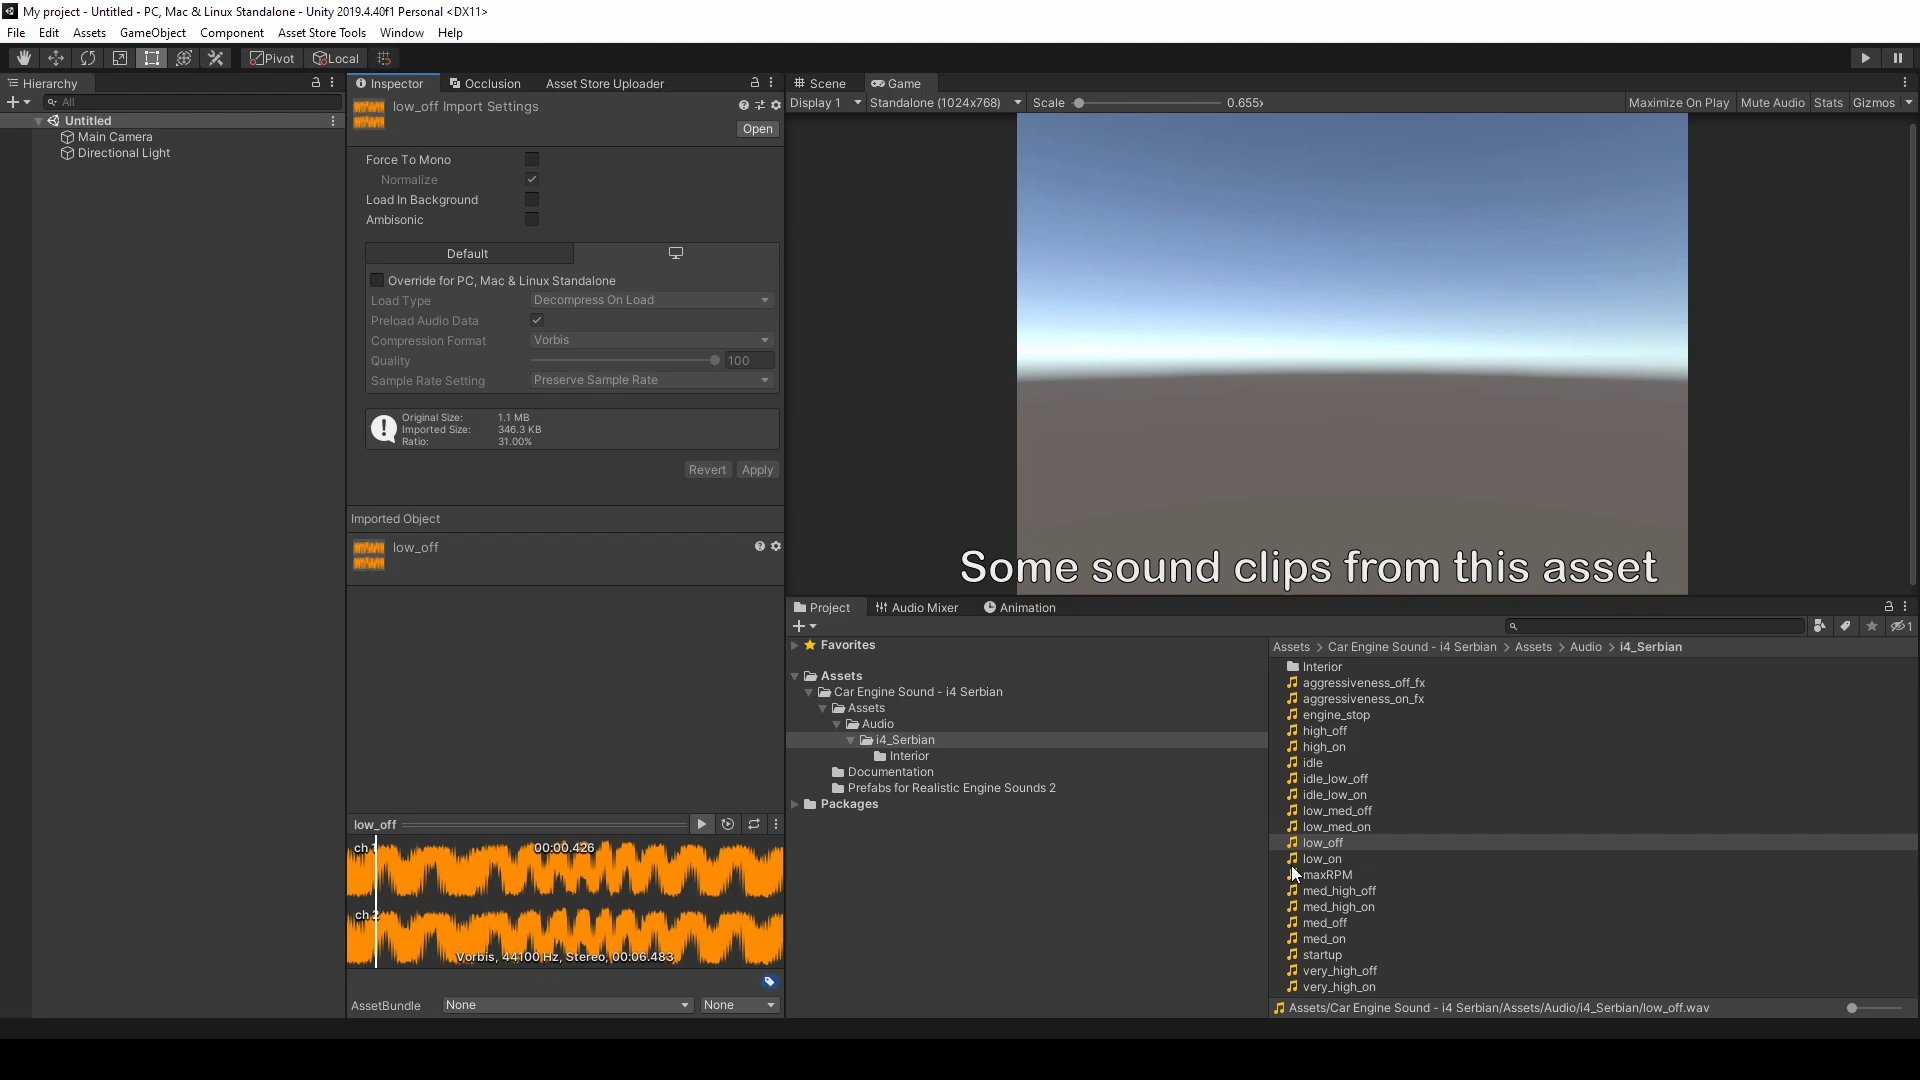 My project - Untitled - PC, Mac & Linux Standalone - Unity 2019.4.40f1 Personal <DX11>
File Edit Assets GameObject Component Asset Store Tools Window Help
Pivot Local
Hierarchy
All
Untitled
Main Camera
Directional Light
Inspector Occlusion Asset Store Uploader
low_off Import Settings
Open
Force To Mono
Normalize
Load In Background
Ambisonic
Default
Override for PC, Mac & Linux Standalone
Load Type Decompress On Load
Preload Audio Data
Compression Format Vorbis
Quality 100
Sample Rate Setting Preserve Sample Rate
Original Size: 1.1 MB
Imported Size: 346.3 KB
Ratio: 31.00%
Revert Apply
Imported Object
low_off
low_off
ch 1 00:00.426
ch 2
Vorbis, 44100 Hz, Stereo, 00:06.483
AssetBundle None None
Scene Game
Display 1 Standalone (1024x768) Scale 0.655x Maximize On Play Mute Audio Stats Gizmos
Some sound clips from this asset
Project Audio Mixer Animation
1
Favorites
Assets
Car Engine Sound - i4 Serbian
Assets
Audio
i4_Serbian
Interior
Documentation
Prefabs for Realistic Engine Sounds 2
Packages
Assets > Car Engine Sound - i4 Serbian > Assets > Audio > i4_Serbian
Interior
aggressiveness_off_fx
aggressiveness_on_fx
engine_stop
high_off
high_on
idle
idle_low_off
idle_low_on
low_med_off
low_med_on
low_off
low_on
maxRPM
med_high_off
med_high_on
med_off
med_on
startup
very_high_off
very_high_on
Assets/Car Engine Sound - i4 Serbian/Assets/Audio/i4_Serbian/low_off.wav